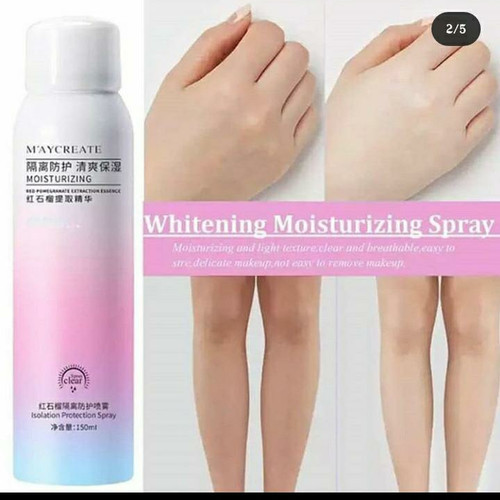 2/5
M'AYCREATE
隔离防护 清爽保湿
MOISTURIZING
RED POMEGRANATE EXTRACTION ESSENCE
红石榴提取精华
Whitening Moisturizing Spray
Moisturizing and light texture,clear and breathable,easy to
stre,delicate makeup,not easy to remove makeup.
clear
红石榴隔离防护喷雾
Isolation Protection Spray
净含量:150ml